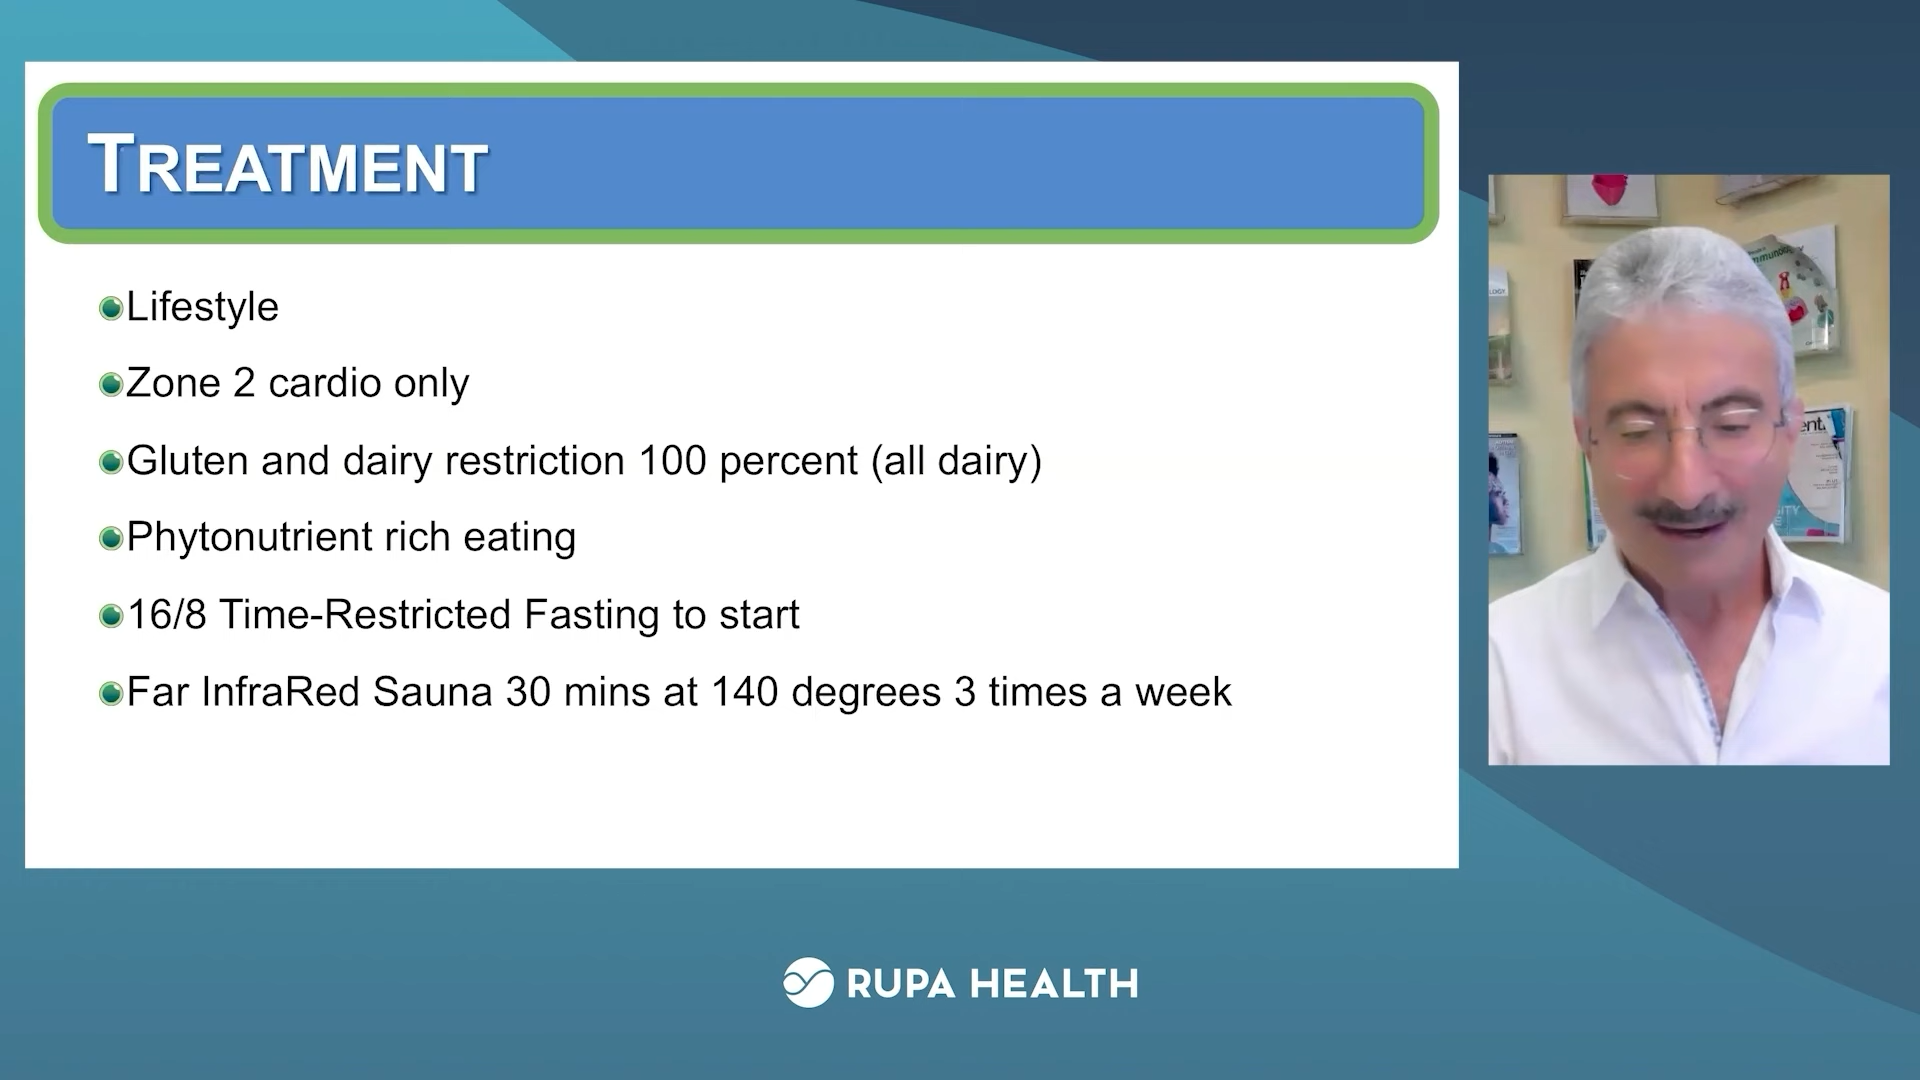 TREATMENT
Lifestyle
Zone 2 cardio only
Gluten and dairy restriction 100 percent (all dairy)
Phytonutrient rich eating
16/8 Time-Restricted Fasting to start
Far InfraRed Sauna 30 mins at 140 degrees 3 times a week
RUPA HEALTH